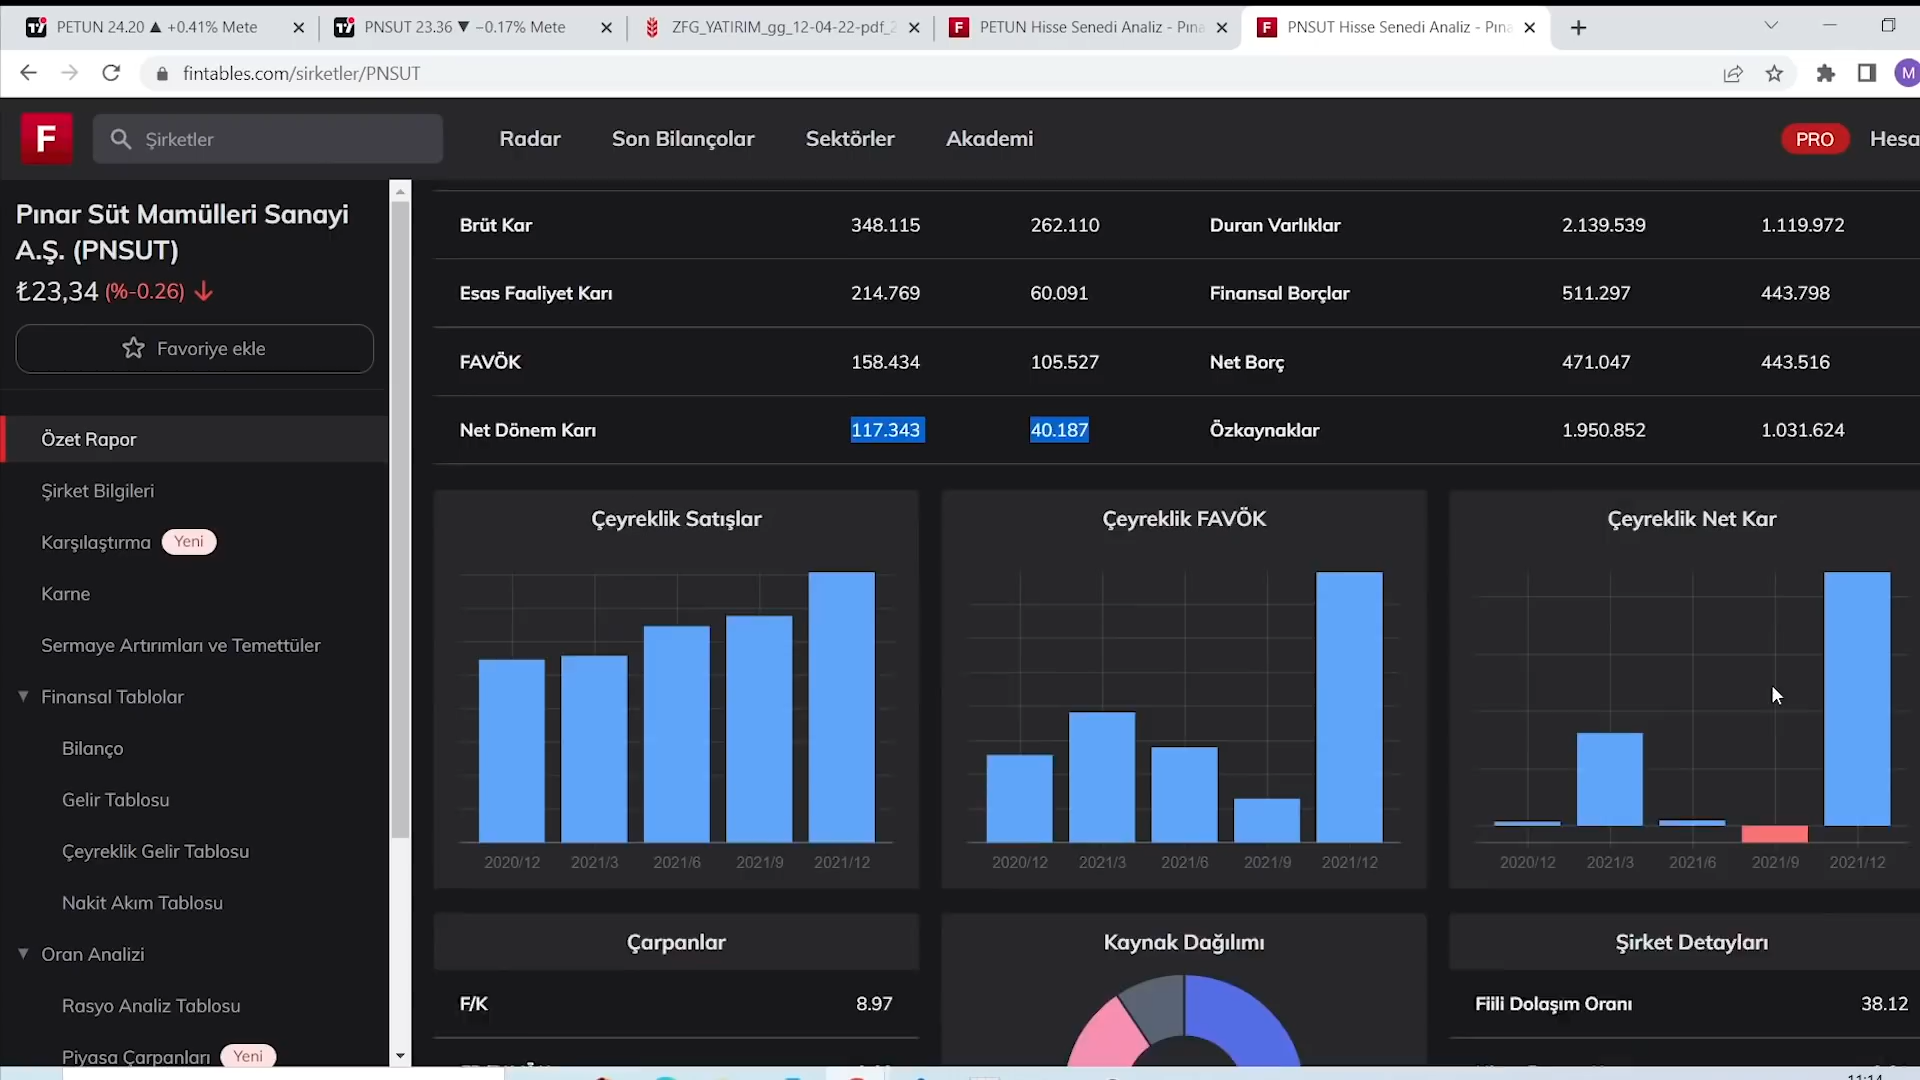 PETUN 24.20 ▲ +0.41% Mete
PNSUT 23.36 ▼ −0.17% Mete
ZFG_YATIRIM_gg_12-04-22-pdf_2
PETUN Hisse Senedi Analiz - Pına
PNSUT Hisse Senedi Analiz - Pına
fintables.com/sirketler/PNSUT
M
F
Şirketler
Radar
Son Bilançolar
Sektörler
Akademi
PRO
Hesa
Pınar Süt Mamülleri Sanayi
A.Ş. (PNSUT)
₺23,34 (%-0.26)
Favoriye ekle
Özet Rapor
Şirket Bilgileri
Karşılaştırma Yeni
Karne
Sermaye Artırımları ve Temettüler
Finansal Tablolar
Bilanço
Gelir Tablosu
Çeyreklik Gelir Tablosu
Nakit Akım Tablosu
Oran Analizi
Rasyo Analiz Tablosu
Piyasa Çarpanları Yeni
Brüt Kar 348.115 262.110 Duran Varlıklar 2.139.539 1.119.972
Esas Faaliyet Karı 214.769 60.091 Finansal Borçlar 511.297 443.798
FAVÖK 158.434 105.527 Net Borç 471.047 443.516
Net Dönem Karı 117.343 40.187 Özkaynaklar 1.950.852 1.031.624
Çeyreklik Satışlar
2020/12 2021/3 2021/6 2021/9 2021/12
Çeyreklik FAVÖK
2020/12 2021/3 2021/6 2021/9 2021/12
Çeyreklik Net Kar
2020/12 2021/3 2021/6 2021/9 2021/12
Çarpanlar
F/K 8.97
Kaynak Dağılımı
Şirket Detayları
Fiili Dolaşım Oranı 38.12